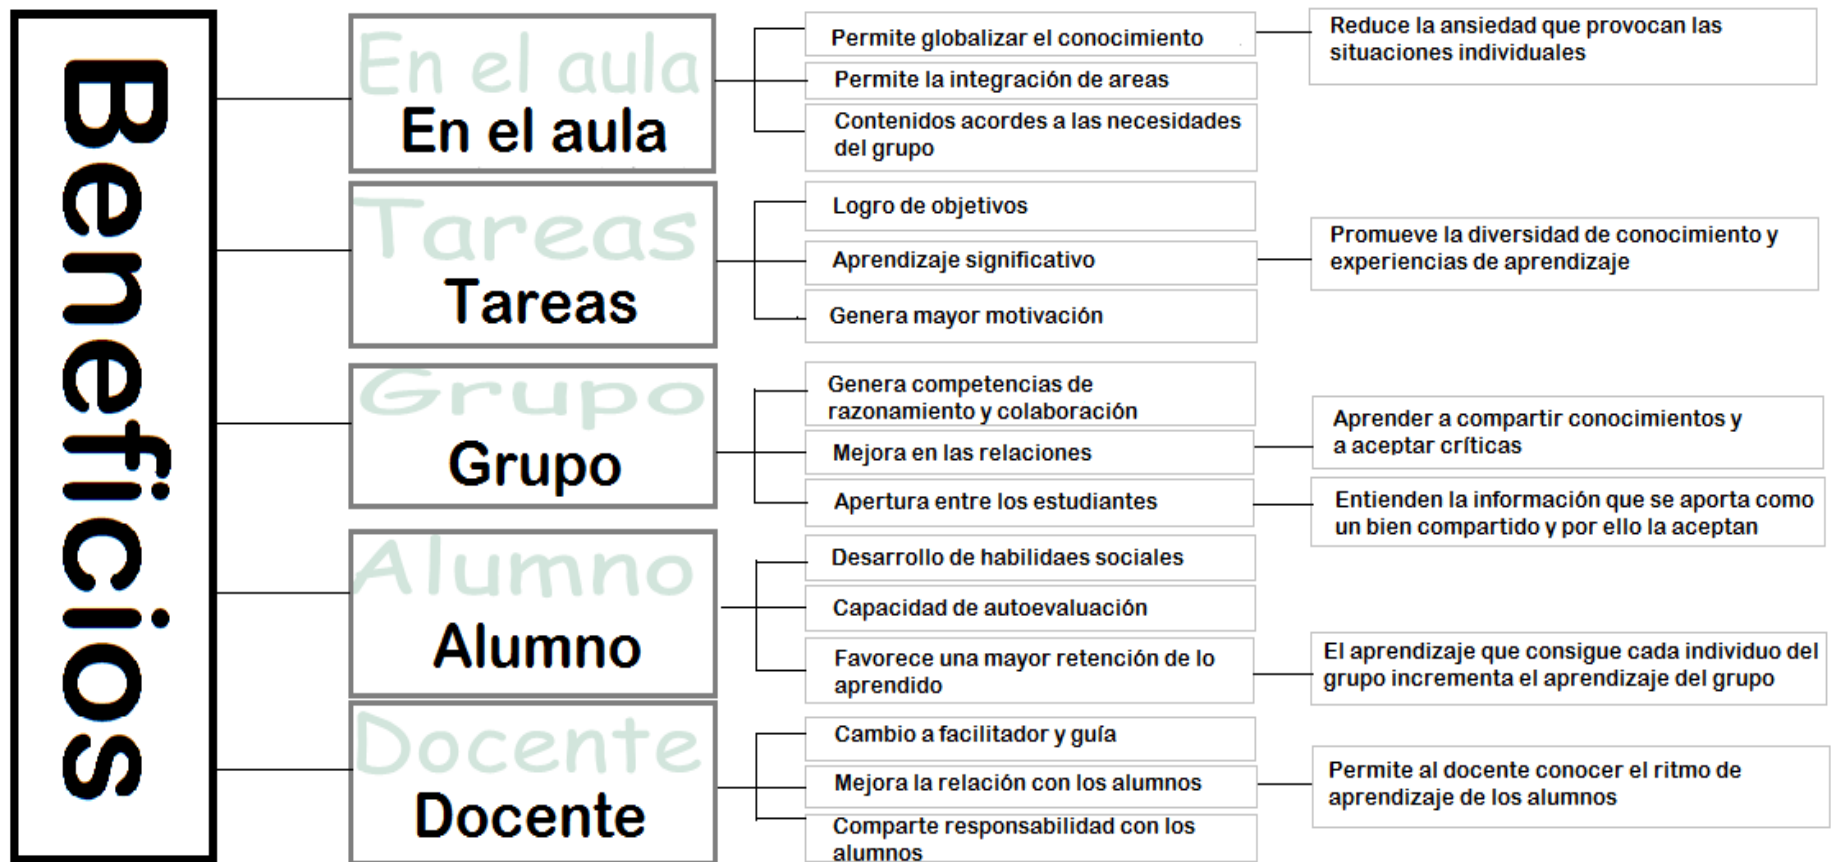 Beneficios
En el aula
En el aula
Permite globalizar el conocimiento
Reduce la ansiedad que provocan las
situaciones individuales
Permite la integración de areas
Contenidos acordes a las necesidades
del grupo
Tareas
Tareas
Logro de objetivos
Aprendizaje significativo
Promueve la diversidad de conocimiento y
experiencias de aprendizaje
Genera mayor motivación
Grupo
Grupo
Genera competencias de
razonamiento y colaboración
Mejora en las relaciones
Aprender a compartir conocimientos y
a aceptar críticas
Apertura entre los estudiantes
Entienden la información que se aporta como
un bien compartido y por ello la aceptan
Alumno
Alumno
Desarrollo de habilidaes sociales
Capacidad de autoevaluación
Favorece una mayor retención de lo
aprendido
El aprendizaje que consigue cada individuo del
grupo incrementa el aprendizaje del grupo
Docente
Docente
Cambio a facilitador y guía
Mejora la relación con los alumnos
Permite al docente conocer el ritmo de
aprendizaje de los alumnos
Comparte responsabilidad con los
alumnos